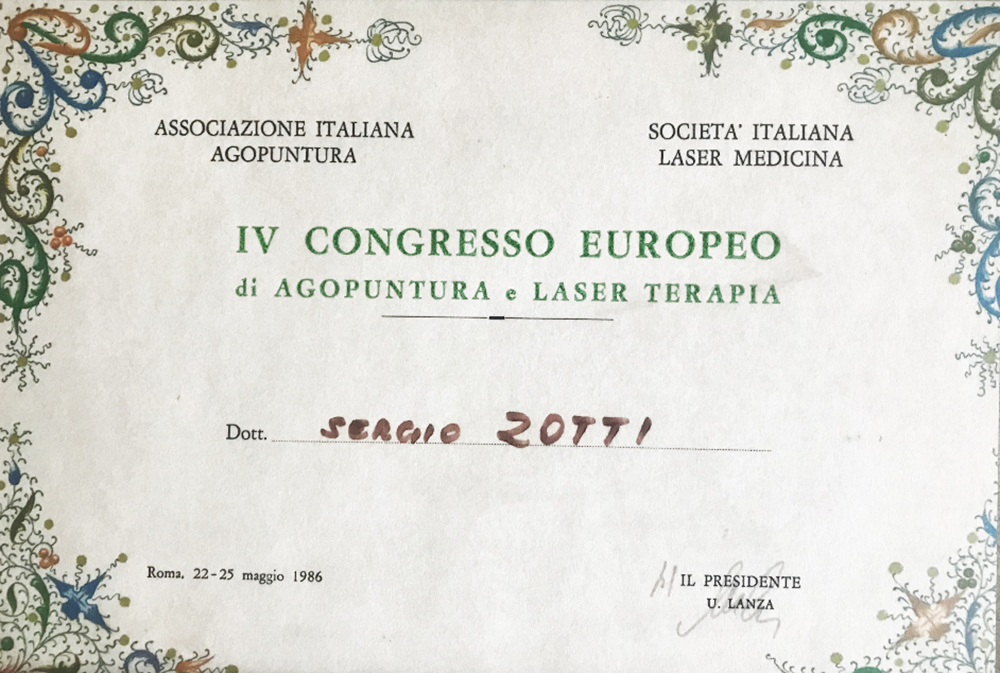 ASSOCIAZIONE ITALIANA
AGOPUNTURA
SOCIETA' ITALIANA
LASER MEDICINA
IV CONGRESSO EUROPEO
di AGOPUNTURA e LASER TERAPIA
Dott. SERGIO ZOTTI
Roma, 22-25 maggio 1986
IL PRESIDENTE
U. LANZA